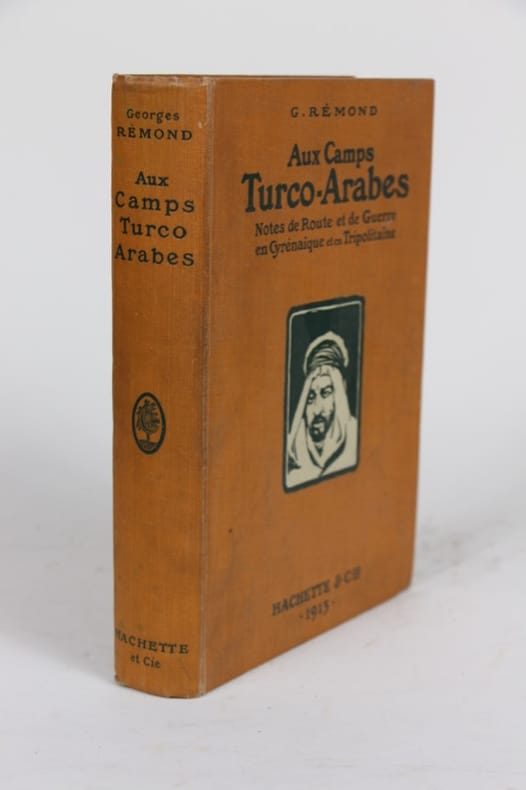 Georges
RÉMOND
Aux
Camps
Turco
Arabes
HACHETTE
et Cie
G. RÉMOND
Aux Camps
Turco-Arabes
Notes de Route et de Guerre
en Cyrénaïque et en Tripolitaine
HACHETTE & CIE
- 1913 -